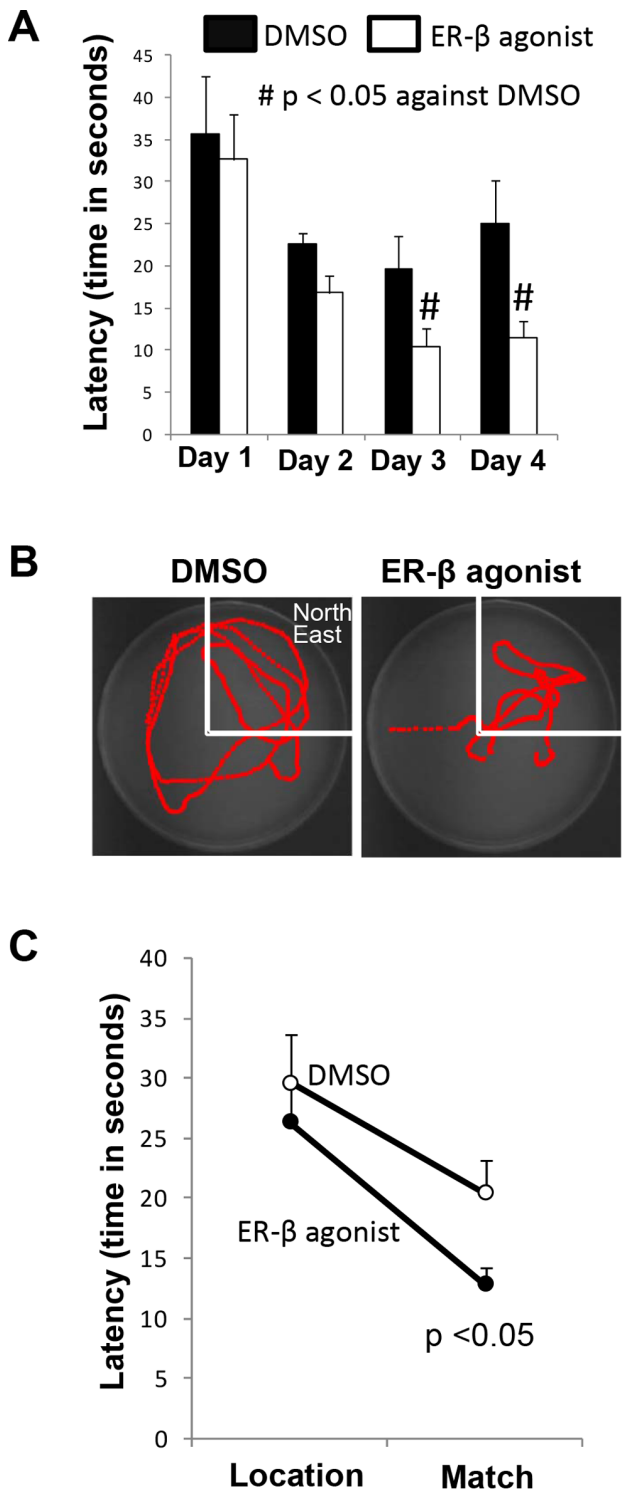 A
DMSO ER-β agonist
# p < 0.05 against DMSO
Latency (time in seconds)
45
40
35
30
25
20
15
10
5
0
# #
Day 1 Day 2 Day 3 Day 4
B
DMSO ER-β agonist
North
East
C
Latency (time in seconds)
40
35
30
25
20
15
10
5
0
DMSO
ER-β agonist
p <0.05
Location Match